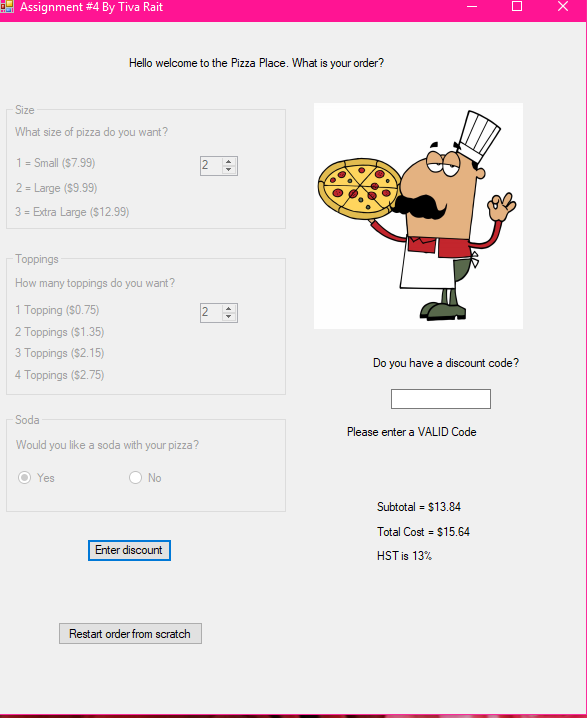 Assignment #4 By Tiva Rait
Hello welcome to the Pizza Place. What is your order?
Size
What size of pizza do you want?
1 = Small ($7.99)
2
2 = Large ($9.99)
3 = Extra Large ($12.99)
Toppings
How many toppings do you want?
1 Topping ($0.75)
2
2 Toppings ($1.35)
3 Toppings ($2.15)
4 Toppings ($2.75)
Soda
Would you like a soda with your pizza?
Yes
No
Enter discount
Restart order from scratch
Do you have a discount code?
Please enter a VALID Code
Subtotal = $13.84
Total Cost = $15.64
HST is 13%